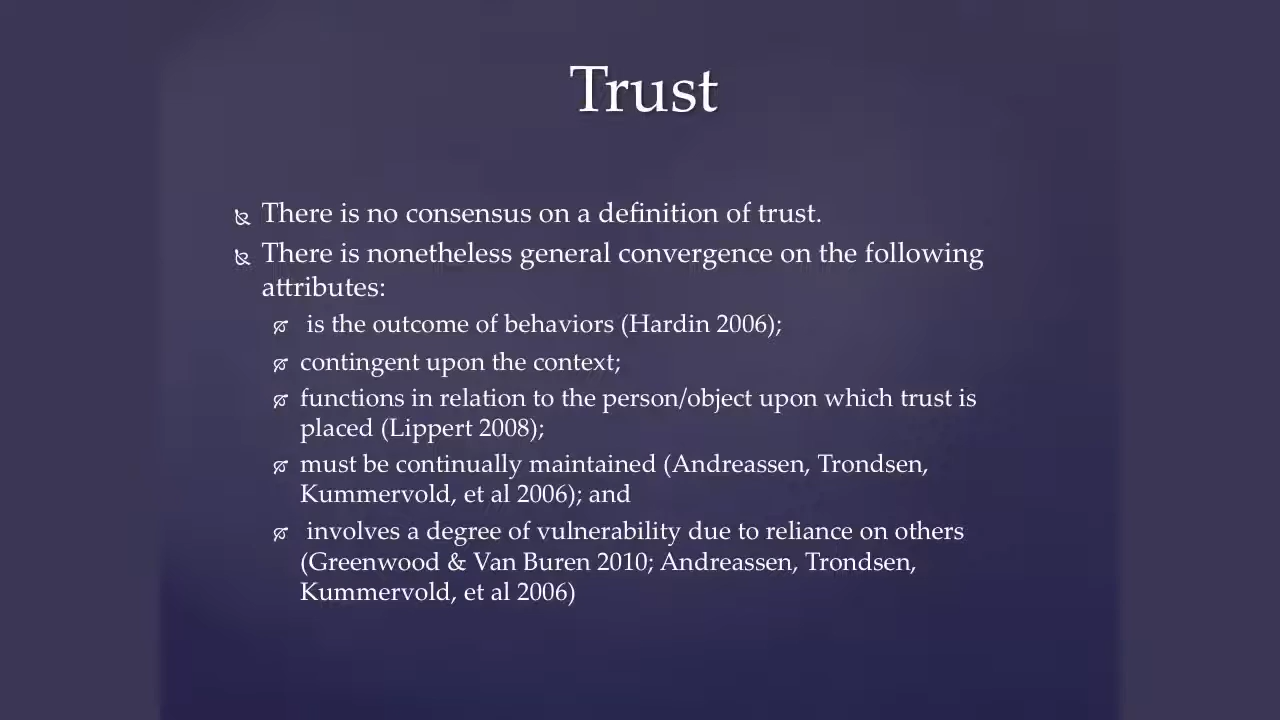 Trust
There is no consensus on a definition of trust.
There is nonetheless general convergence on the following
attributes:
is the outcome of behaviors (Hardin 2006);
contingent upon the context;
functions in relation to the person/object upon which trust is
placed (Lippert 2008);
must be continually maintained (Andreassen, Trondsen,
Kummervold, et al 2006); and
involves a degree of vulnerability due to reliance on others
(Greenwood & Van Buren 2010; Andreassen, Trondsen,
Kummervold, et al 2006)